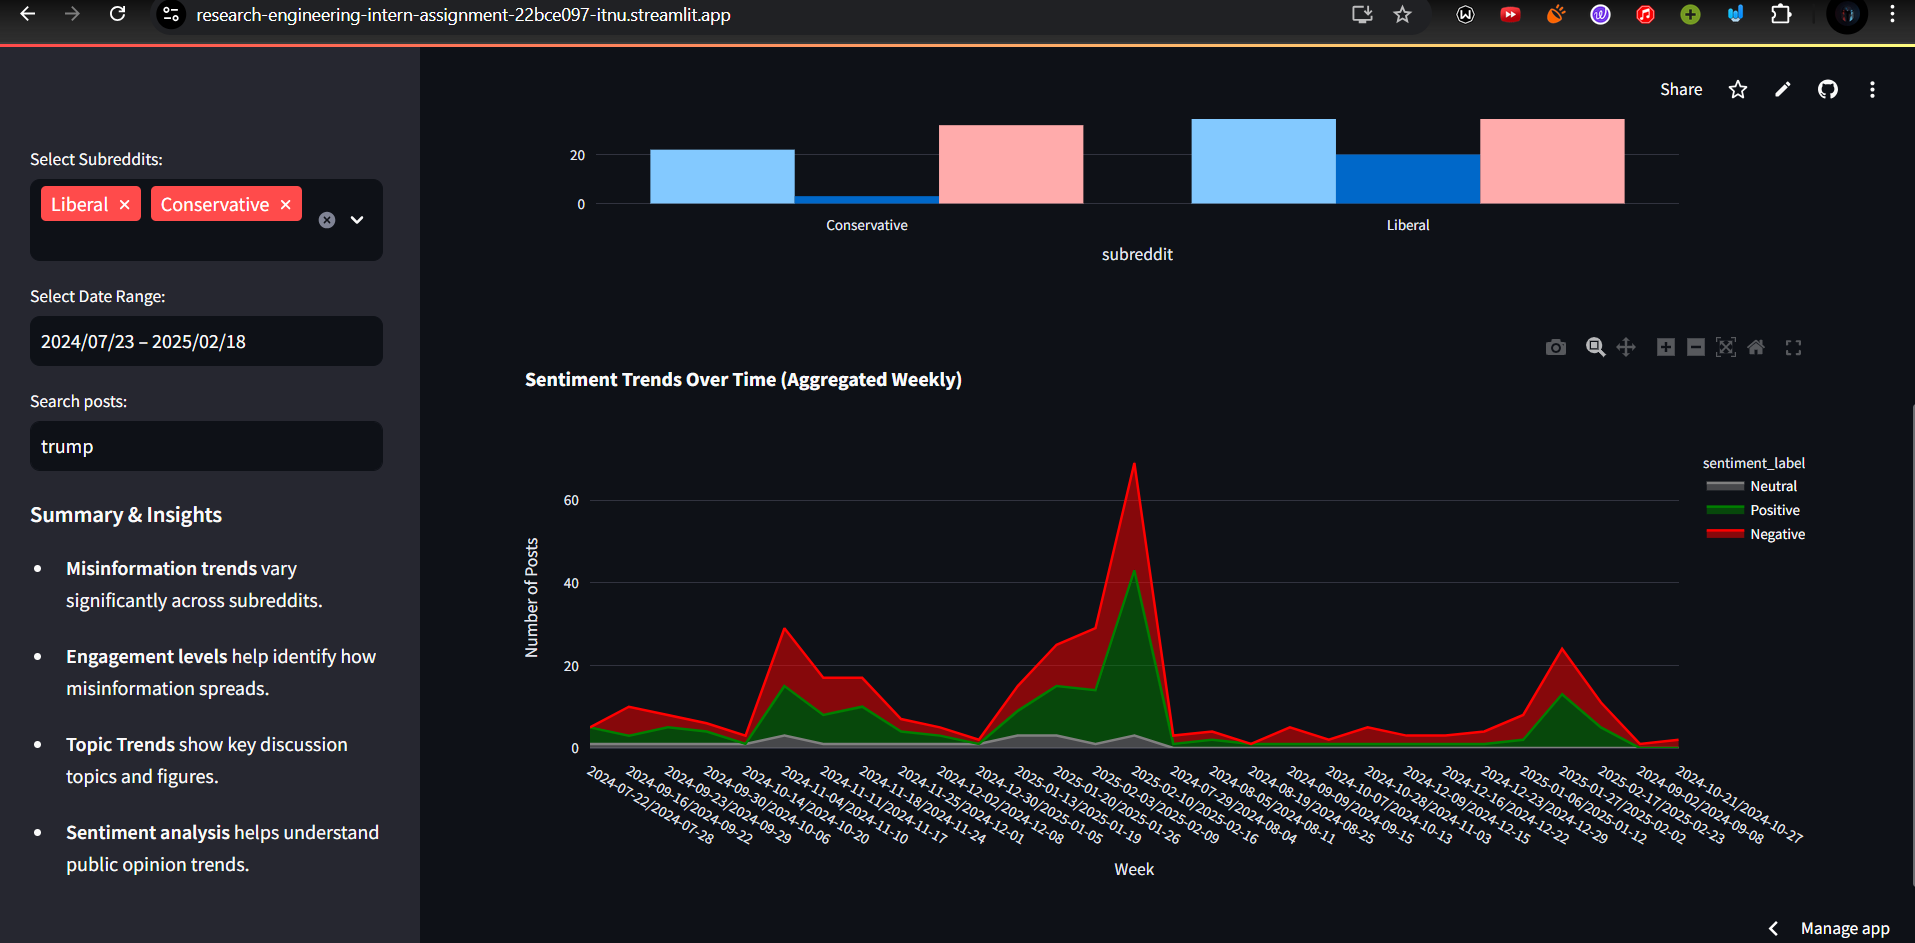 research-engineering-intern-assignment-22bce097-itnu.streamlit.app
Share
Select Subreddits:
Liberal × Conservative ×
Select Date Range:
2024/07/23 – 2025/02/18
Search posts:
trump
Summary & Insights
• Misinformation trends vary
significantly across subreddits.
• Engagement levels help identify how
misinformation spreads.
• Topic Trends show key discussion
topics and figures.
• Sentiment analysis helps understand
public opinion trends.
20
0
Conservative
Liberal
subreddit
Sentiment Trends Over Time (Aggregated Weekly)
sentiment_label
Neutral
Positive
Negative
Number of Posts
60
40
20
0
2024-07-22/2024-07-28
2024-09-16/2024-09-22
2024-09-23/2024-09-29
2024-09-30/2024-10-06
2024-10-14/2024-10-20
2024-11-04/2024-11-10
2024-11-11/2024-11-17
2024-11-18/2024-11-24
2024-11-25/2024-12-01
2024-12-02/2024-12-08
2024-12-30/2025-01-05
2025-01-13/2025-01-19
2025-01-20/2025-01-26
2025-02-03/2025-02-09
2025-02-10/2025-02-16
2024-07-29/2024-08-04
2024-08-05/2024-08-11
2024-08-19/2024-08-25
2024-09-09/2024-09-15
2024-10-07/2024-10-13
2024-10-28/2024-11-03
2024-12-09/2024-12-15
2024-12-16/2024-12-22
2024-12-23/2024-12-29
2025-01-06/2025-01-12
2025-01-27/2025-02-02
2025-02-17/2025-02-23
2024-09-02/2024-09-08
2024-10-21/2024-10-27
Week
Manage app